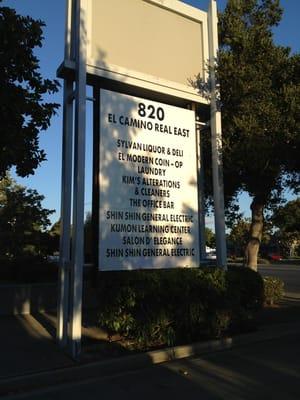 820
EL CAMINO REAL EAST
SYLVAN LIQUOR & DELI
EL MODERN COIN-OP
LAUNDRY
KIM'S ALTERATIONS
& CLEANERS
THE OFFICE BAR
SHIN SHIN GENERAL ELECTRIC
KUMON LEARNING CENTER
SALON D' ELEGANCE
SHIN SHIN GENERAL ELECTRIC